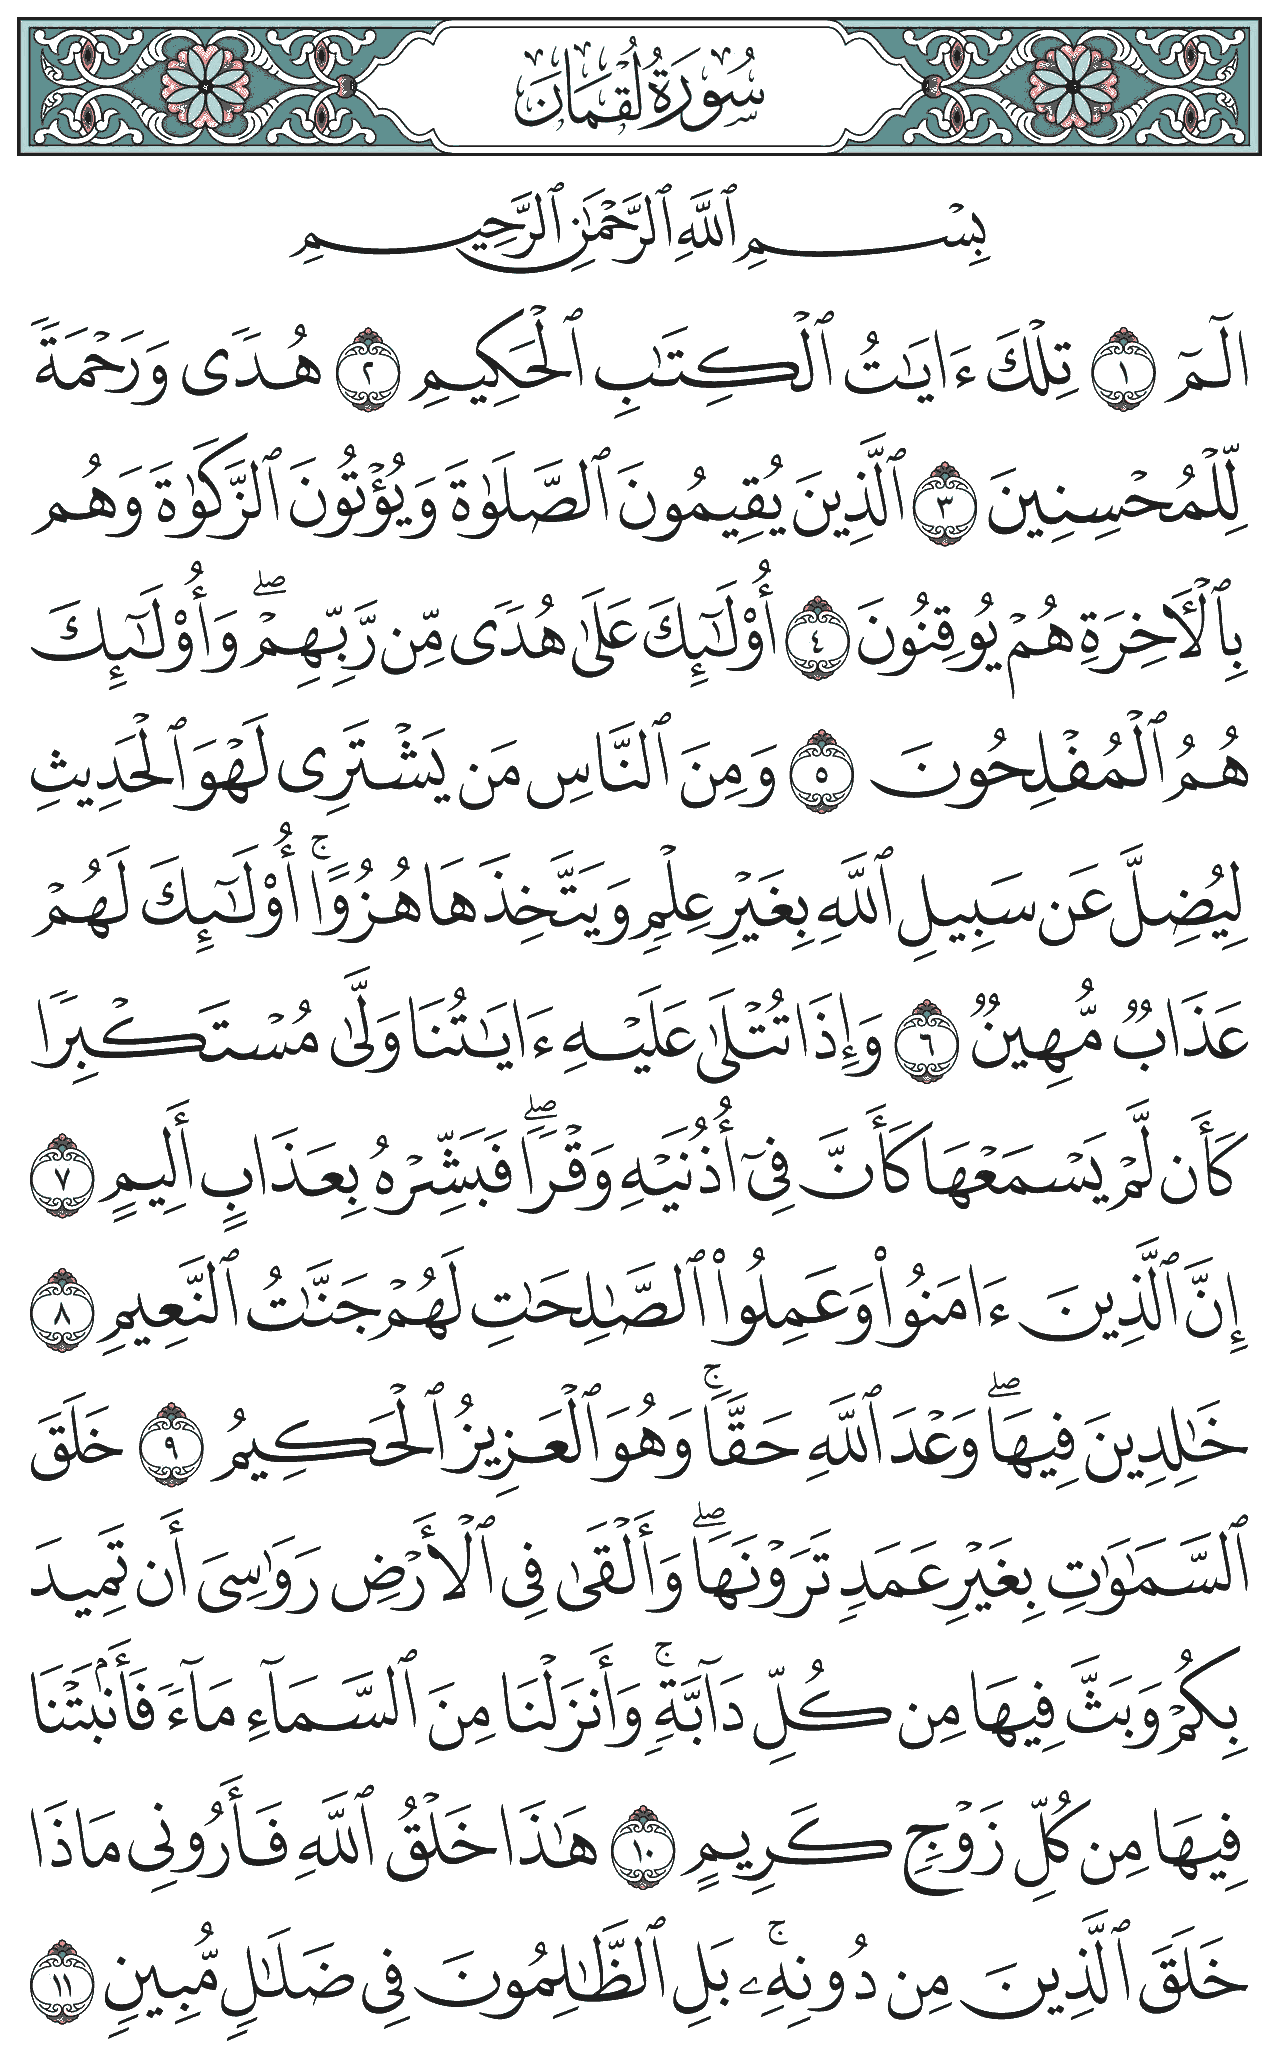 سُورَةُ لُقْمَانَ
بِسْمِ ٱللَّهِ ٱلرَّحْمَٰنِ ٱلرَّحِيمِ
الٓمٓ ١ تِلْكَ ءَايَٰتُ ٱلْكِتَٰبِ ٱلْحَكِيمِ ٢ هُدًى وَرَحْمَةً
لِّلْمُحْسِنِينَ ٣ ٱلَّذِينَ يُقِيمُونَ ٱلصَّلَوٰةَ وَيُؤْتُونَ ٱلزَّكَوٰةَ وَهُم
بِٱلْءَاخِرَةِ هُمْ يُوقِنُونَ ٤ أُو۟لَٰٓئِكَ عَلَىٰ هُدًى مِّن رَّبِّهِمْ ۖ وَأُو۟لَٰٓئِكَ
هُمُ ٱلْمُفْلِحُونَ ٥ وَمِنَ ٱلنَّاسِ مَن يَشْتَرِى لَهْوَ ٱلْحَدِيثِ
لِيُضِلَّ عَن سَبِيلِ ٱللَّهِ بِغَيْرِ عِلْمٍ وَيَتَّخِذَهَا هُزُوًا ۚ أُو۟لَٰٓئِكَ لَهُمْ
عَذَابٌ مُّهِينٌ ٦ وَإِذَا تُتْلَىٰ عَلَيْهِ ءَايَٰتُنَا وَلَّىٰ مُسْتَكْبِرًا
كَأَن لَّمْ يَسْمَعْهَا كَأَنَّ فِىٓ أُذُنَيْهِ وَقْرًا ۖ فَبَشِّرْهُ بِعَذَابٍ أَلِيمٍ ٧
إِنَّ ٱلَّذِينَ ءَامَنُوا۟ وَعَمِلُوا۟ ٱلصَّٰلِحَٰتِ لَهُمْ جَنَّٰتُ ٱلنَّعِيمِ ٨
خَٰلِدِينَ فِيهَا ۖ وَعْدَ ٱللَّهِ حَقًّا ۚ وَهُوَ ٱلْعَزِيزُ ٱلْحَكِيمُ ٩ خَلَقَ
ٱلسَّمَٰوَٰتِ بِغَيْرِ عَمَدٍ تَرَوْنَهَا ۖ وَأَلْقَىٰ فِى ٱلْأَرْضِ رَوَٰسِىَ أَن تَمِيدَ
بِكُمْ وَبَثَّ فِيهَا مِن كُلِّ دَآبَّةٍ ۚ وَأَنزَلْنَا مِنَ ٱلسَّمَآءِ مَآءً فَأَنۢبَتْنَا
فِيهَا مِن كُلِّ زَوْجٍ كَرِيمٍ ١٠ هَٰذَا خَلْقُ ٱللَّهِ فَأَرُونِى مَاذَا
خَلَقَ ٱلَّذِينَ مِن دُونِهِۦ ۚ بَلِ ٱلظَّٰلِمُونَ فِى ضَلَٰلٍ مُّبِينٍ ١١